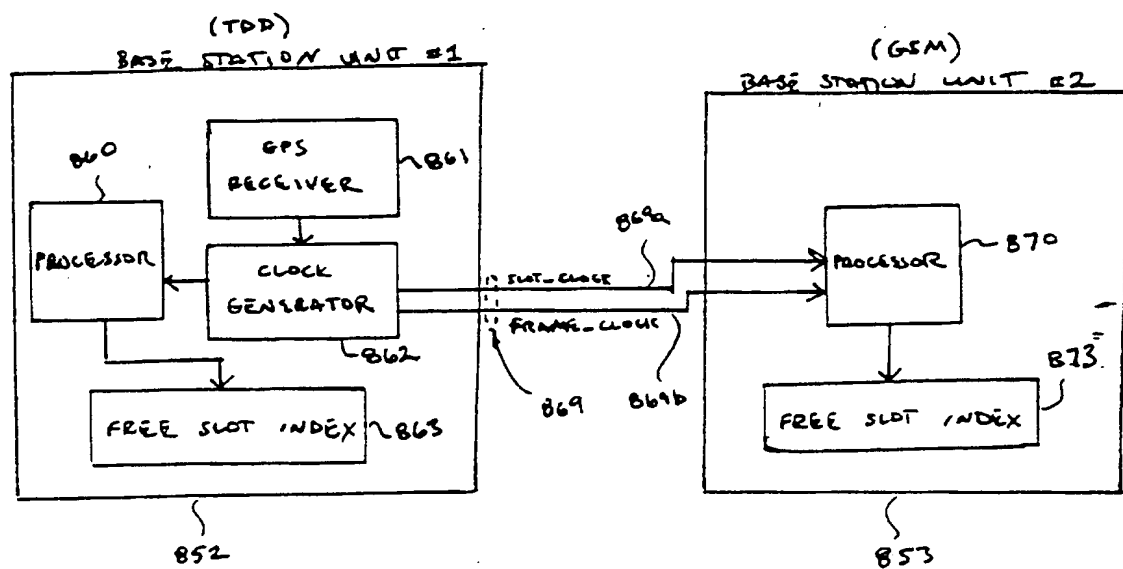 (TDD)
BASE STATION UNIT #1
(GSM)
BASE STATION UNIT #2
860
GPS
RECEIVER
861
PROCESSOR
CLOCK
GENERATOR
862
869a
SLOT_CLOCK
FRAME_CLOCK
869
869b
PROCESSOR
870
873
FREE SLOT INDEX
863
FREE SLOT INDEX
852
853